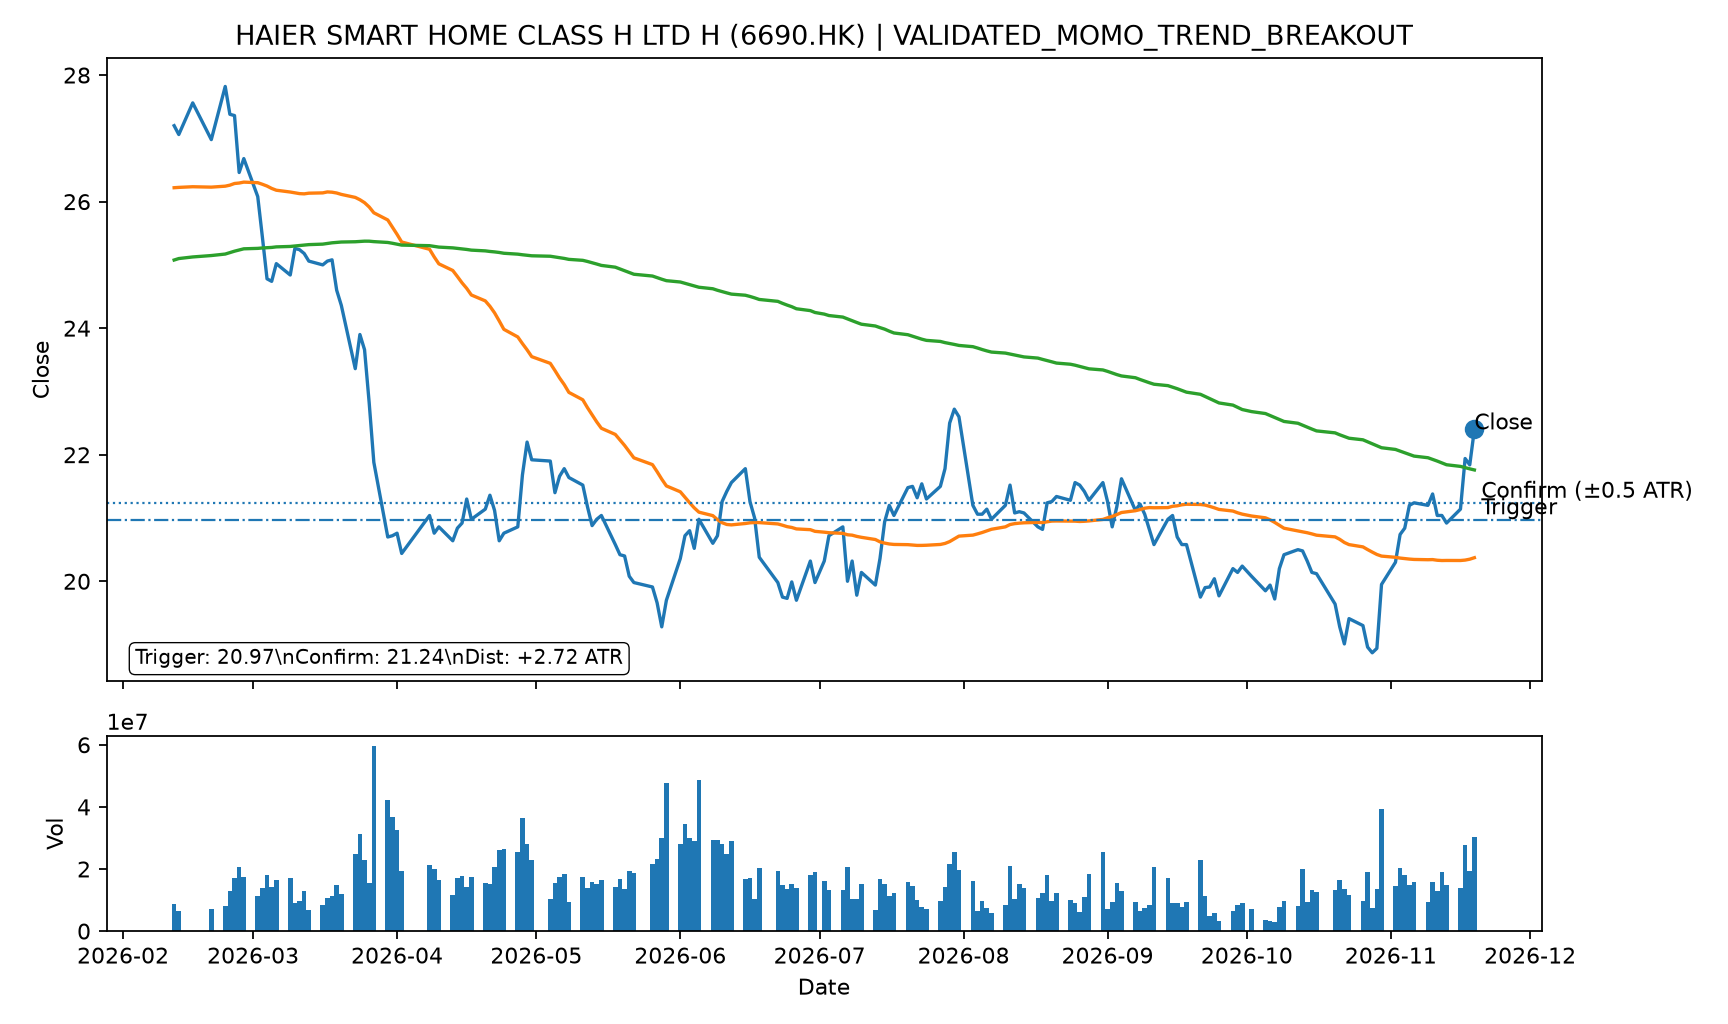 HAIER SMART HOME CLASS H LTD H (6690.HK) | VALIDATED_MOMO_TREND_BREAKOUT
28
26
24
22
20
Close
Close
Confirm (±0.5 ATR)
Trigger
Trigger: 20.97\nConfirm: 21.24\nDist: +2.72 ATR
1e7
6
4
2
0
Vol
2026-02 2026-03 2026-04 2026-05 2026-06 2026-07 2026-08 2026-09 2026-10 2026-11 2026-12
Date